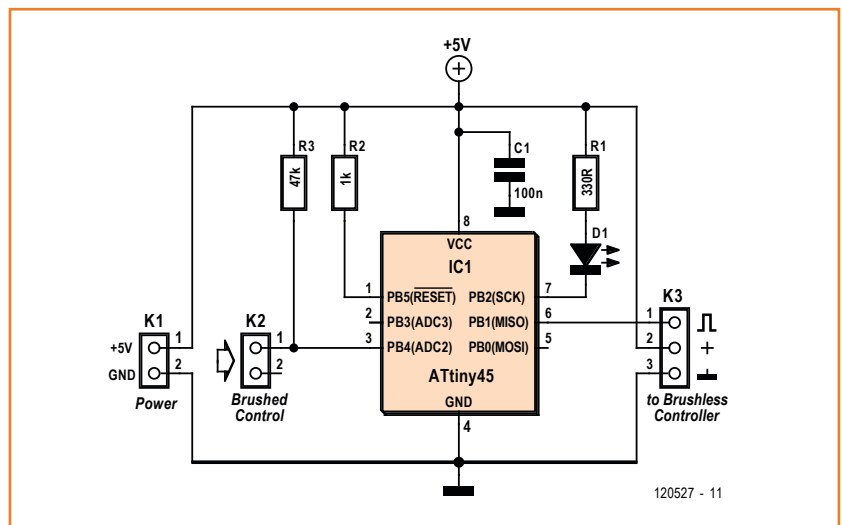 +5V
R3
47k
R2
1k
C1
100n
R1
330R
D1
8
VCC
IC1
1
PB5(RESET)
PB2(SCK)
7
2
PB3(ADC3)
PB1(MISO)
6
3
PB4(ADC2)
PB0(MOSI)
5
ATtiny45
GND
4
K1
+5V
1
GND
2
Power
K2
1
2
Brushed
Control
K3
1
2
+
3
to Brushless
Controller
120527 - 11